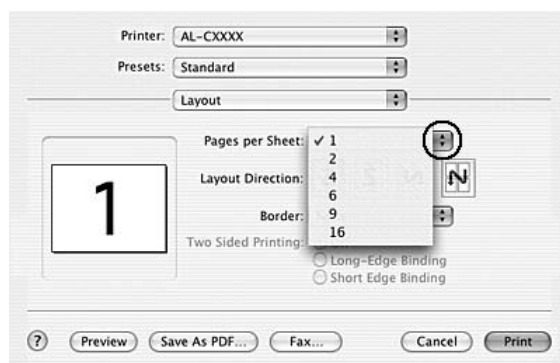 Printer: AL-CXXXX
Presets: Standard
Layout
Pages per Sheet: ✓ 1
2
Layout Direction: 4
6
Border: 9
16
Two Sided Printing:
Long-Edge Binding
Short Edge Binding
1
? Preview Save As PDF... Fax... Cancel Print